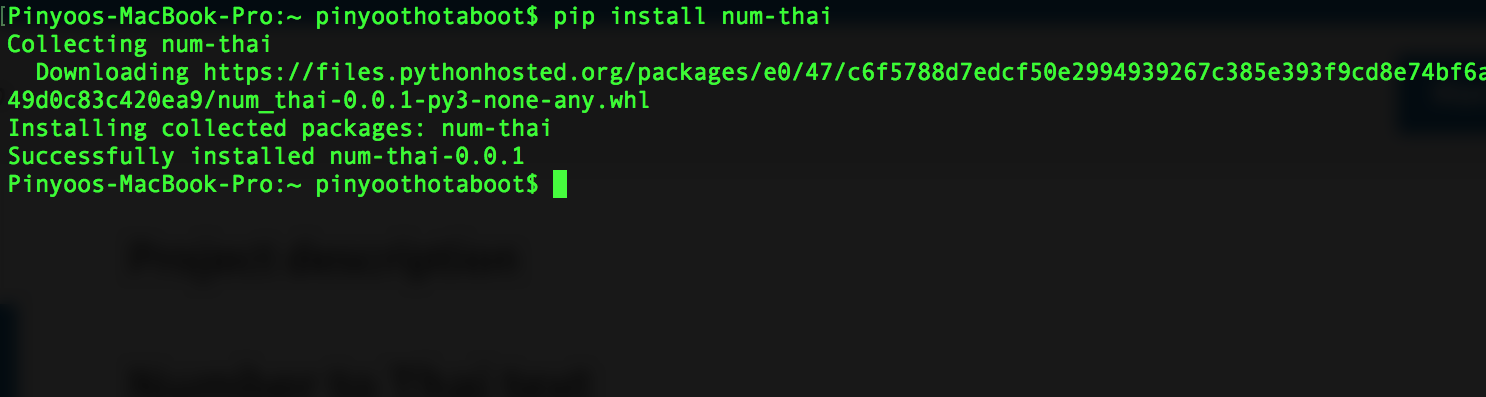 [Pinyoos-MacBook-Pro:~ pinyoothotaboot$ pip install num-thai
Collecting num-thai
  Downloading https://files.pythonhosted.org/packages/e0/47/c6f5788d7edcf50e2994939267c385e393f9cd8e74bf6a
49d0c83c420ea9/num_thai-0.0.1-py3-none-any.whl
Installing collected packages: num-thai
Successfully installed num-thai-0.0.1
Pinyoos-MacBook-Pro:~ pinyoothotaboot$
Project description